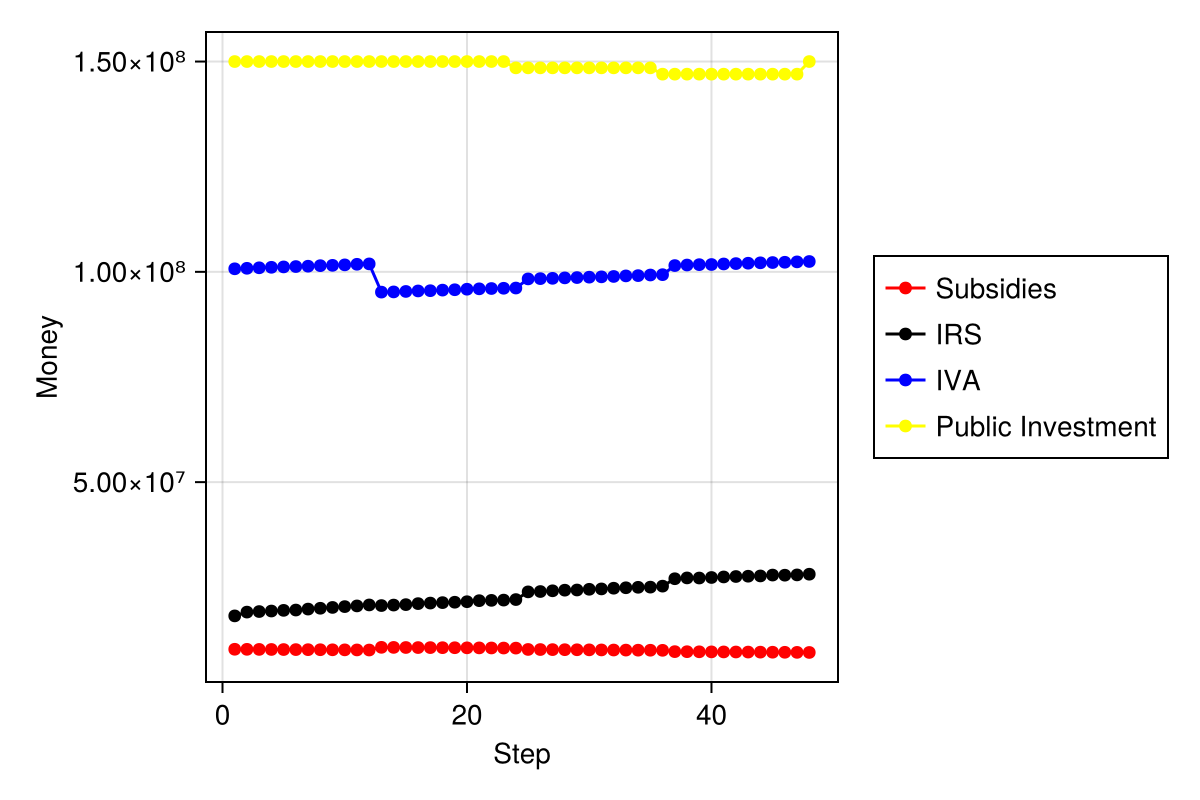 1.50×10⁸
1.00×10⁸
5.00×10⁷
Money
0
20
40
Step
Subsidies
IRS
IVA
Public Investment